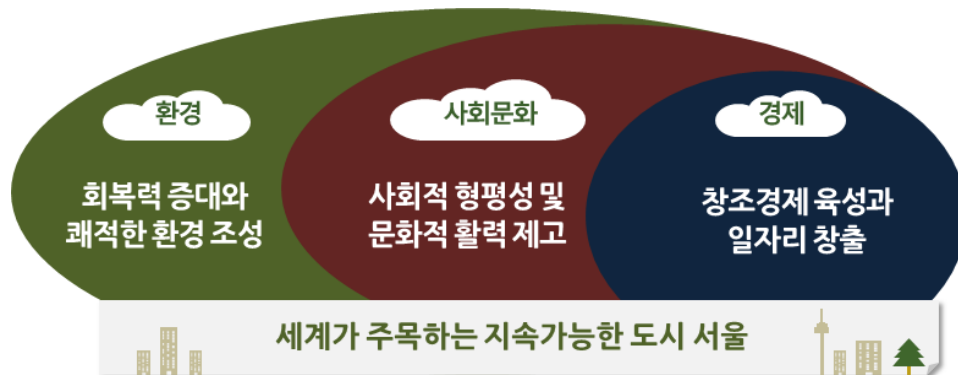 환경
회복력 증대와
쾌적한 환경 조성
사회문화
사회적 형평성 및
문화적 활력 제고
경제
창조경제 육성과
일자리 창출
세계가 주목하는 지속가능한 도시 서울